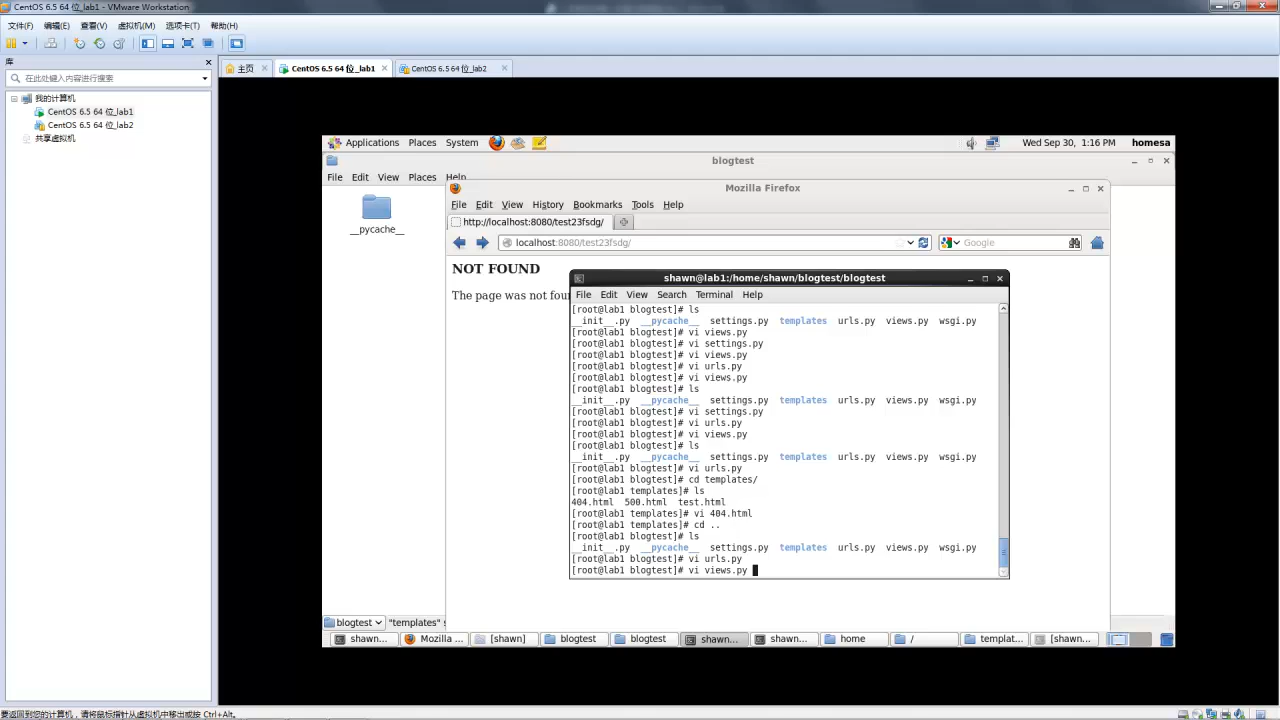 CentOS 6.5 64 位_lab1 - VMware Workstation
文件(F) 编辑(E) 查看(V) 虚拟机(M) 选项卡(T) 帮助(H)
库
在此处键入内容进行搜索
我的计算机
CentOS 6.5 64 位_lab1
CentOS 6.5 64 位_lab2
共享虚拟机
主页 CentOS 6.5 64 位_lab1 CentOS 6.5 64 位_lab2
Applications Places System Wed Sep 30, 1:16 PM homesa
blogtest
File Edit View Places Help
__pycache__
Mozilla Firefox
File Edit View History Bookmarks Tools Help
http://localhost:8080/test23fsdg/
localhost:8080/test23fsdg/ Google
NOT FOUND
The page was not foun
shawn@lab1:/home/shawn/blogtest/blogtest
File Edit View Search Terminal Help
[root@lab1 blogtest]# ls
__init__.py __pycache__ settings.py templates urls.py views.py wsgi.py
[root@lab1 blogtest]# vi views.py
[root@lab1 blogtest]# vi settings.py
[root@lab1 blogtest]# vi views.py
[root@lab1 blogtest]# vi urls.py
[root@lab1 blogtest]# vi views.py
[root@lab1 blogtest]# ls
__init__.py __pycache__ settings.py templates urls.py views.py wsgi.py
[root@lab1 blogtest]# vi settings.py
[root@lab1 blogtest]# vi urls.py
[root@lab1 blogtest]# vi views.py
[root@lab1 blogtest]# ls
__init__.py __pycache__ settings.py templates urls.py views.py wsgi.py
[root@lab1 blogtest]# vi urls.py
[root@lab1 blogtest]# cd templates/
[root@lab1 templates]# ls
404.html 500.html test.html
[root@lab1 templates]# vi 404.html
[root@lab1 templates]# cd ..
[root@lab1 blogtest]# ls
__init__.py __pycache__ settings.py templates urls.py views.py wsgi.py
[root@lab1 blogtest]# vi urls.py
[root@lab1 blogtest]# vi views.py
blogtest "templates" s
shawn... Mozilla ... [shawn] blogtest blogtest shawn... shawn... home / templat... [shawn...
要返回到您的计算机，请将鼠标指针从虚拟机中移出或按 Ctrl+Alt。